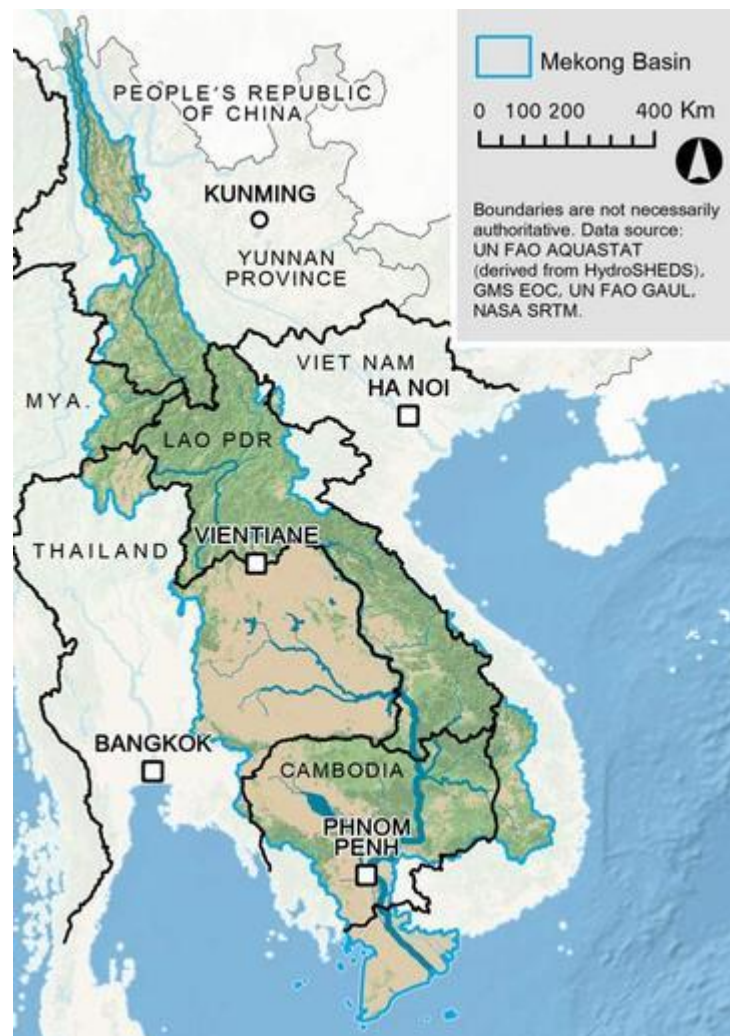 PEOPLE'S REPUBLIC
OF CHINA
KUNMING
YUNNAN
PROVINCE
VIET NAM
HA NOI
MYA.
LAO PDR
VIENTIANE
THAILAND
BANGKOK
CAMBODIA
PHNOM
PENH
Mekong Basin
0 100 200 400 Km
Boundaries are not necessarily
authoritative. Data source:
UN FAO AQUASTAT
(derived from HydroSHEDS),
GMS EOC, UN FAO GAUL,
NASA SRTM.